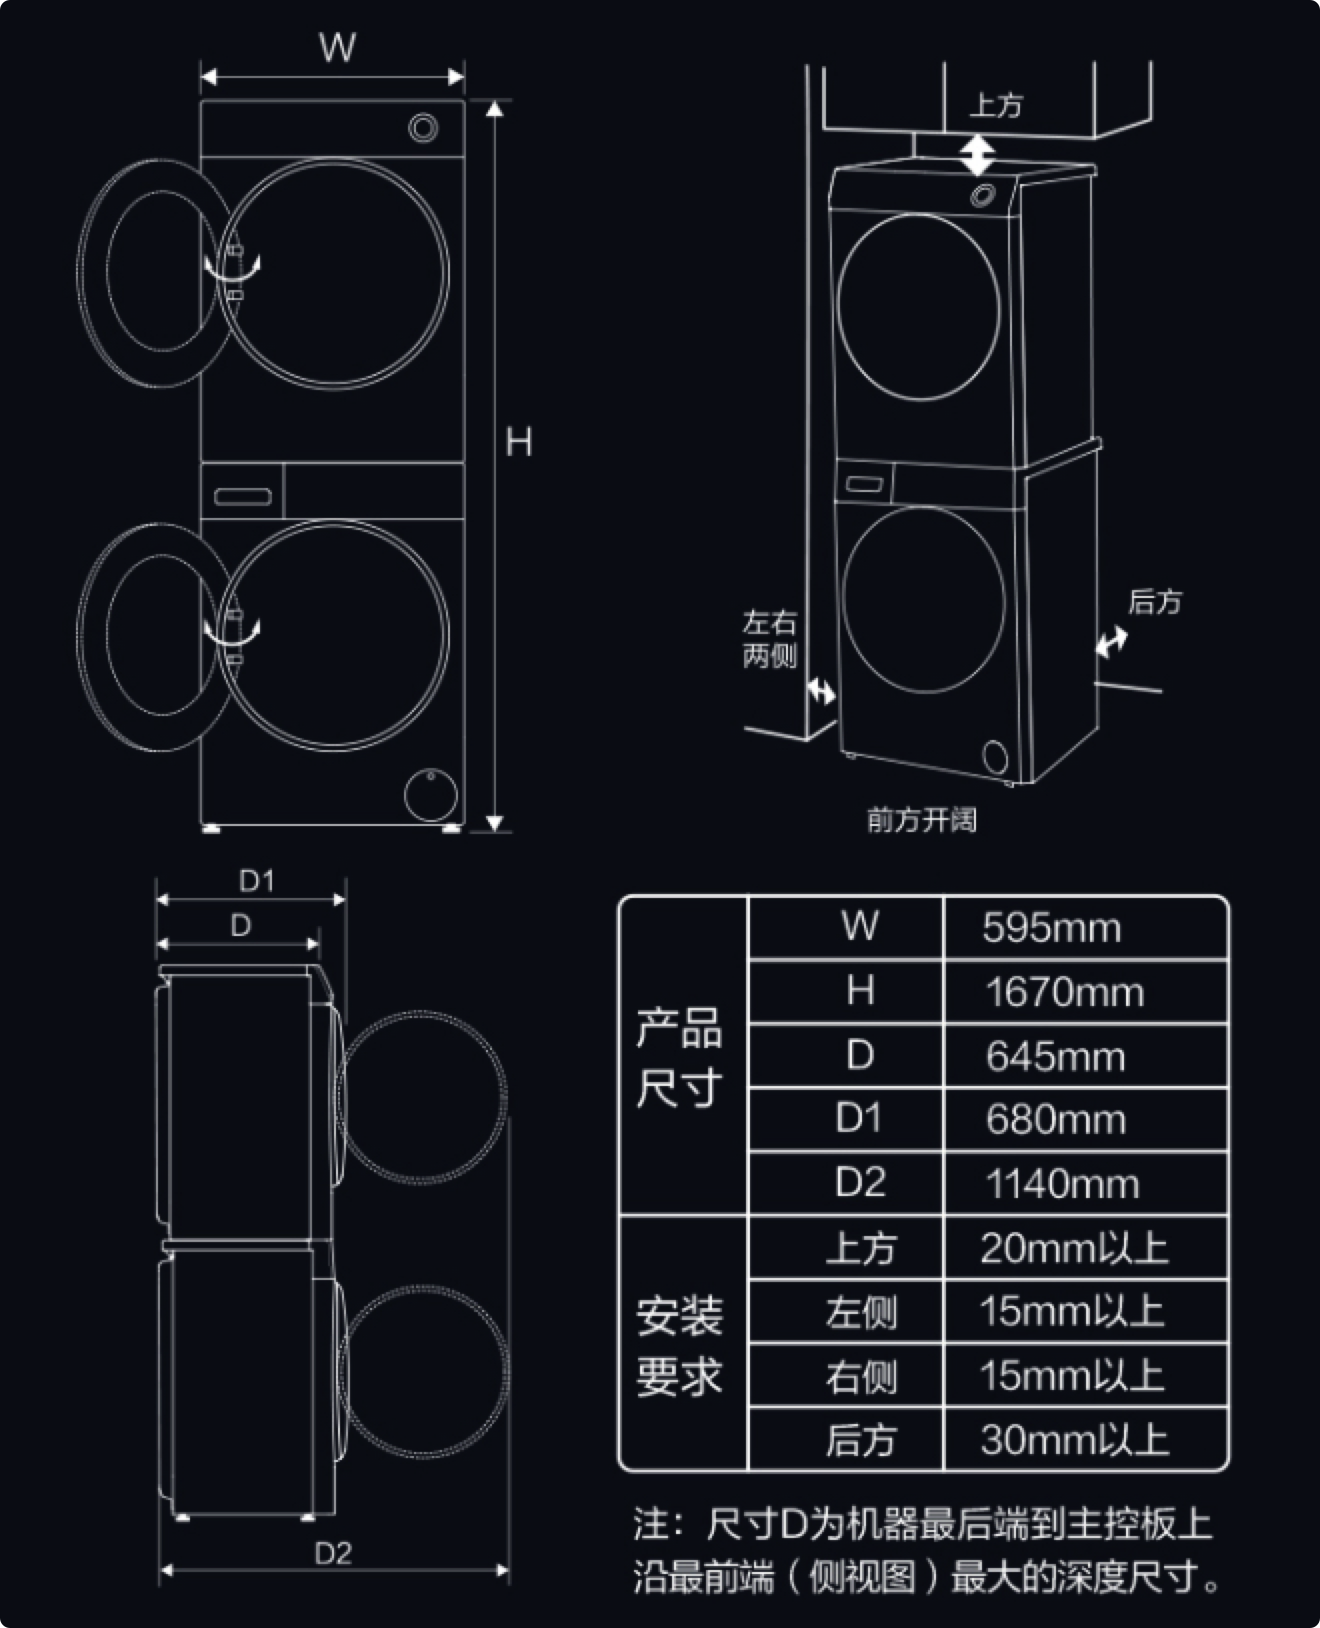 W
H
上方
左右
两侧
后方
前方开阔
D1
D
D2
产品
尺寸
W 595mm
H 1670mm
D 645mm
D1 680mm
D2 1140mm
安装
要求
上方 20mm以上
左侧 15mm以上
右侧 15mm以上
后方 30mm以上
注：尺寸D为机器最后端到主控板上
沿最前端（侧视图）最大的深度尺寸。